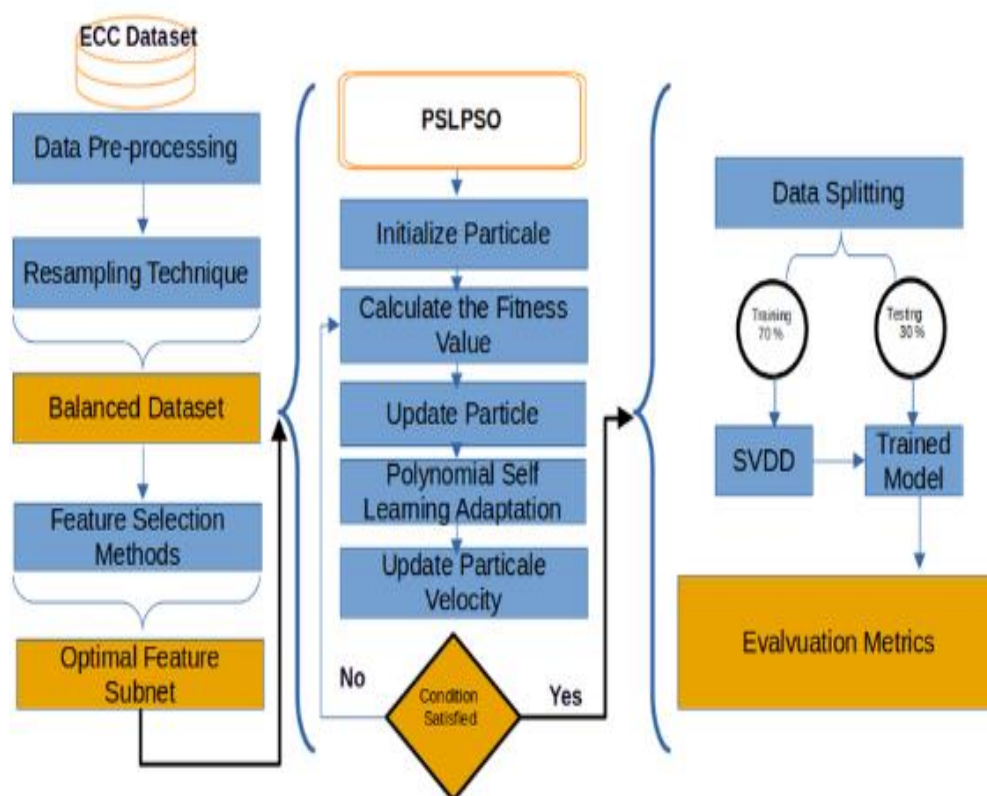 ECC Dataset
Data Pre-processing
Resampling Technique
Balanced Dataset
Feature Selection
Methods
Optimal Feature
Subnet
PSLPSO
Initialize Particale
Calculate the Fitness
Value
Update Particle
Polynomial Self
Learning Adaptation
Update Particale
Velocity
No
Condition
Satisfied
Yes
Data Splitting
Training
70 %
Testing
30 %
SVDD
Trained
Model
Evalvuation Metrics